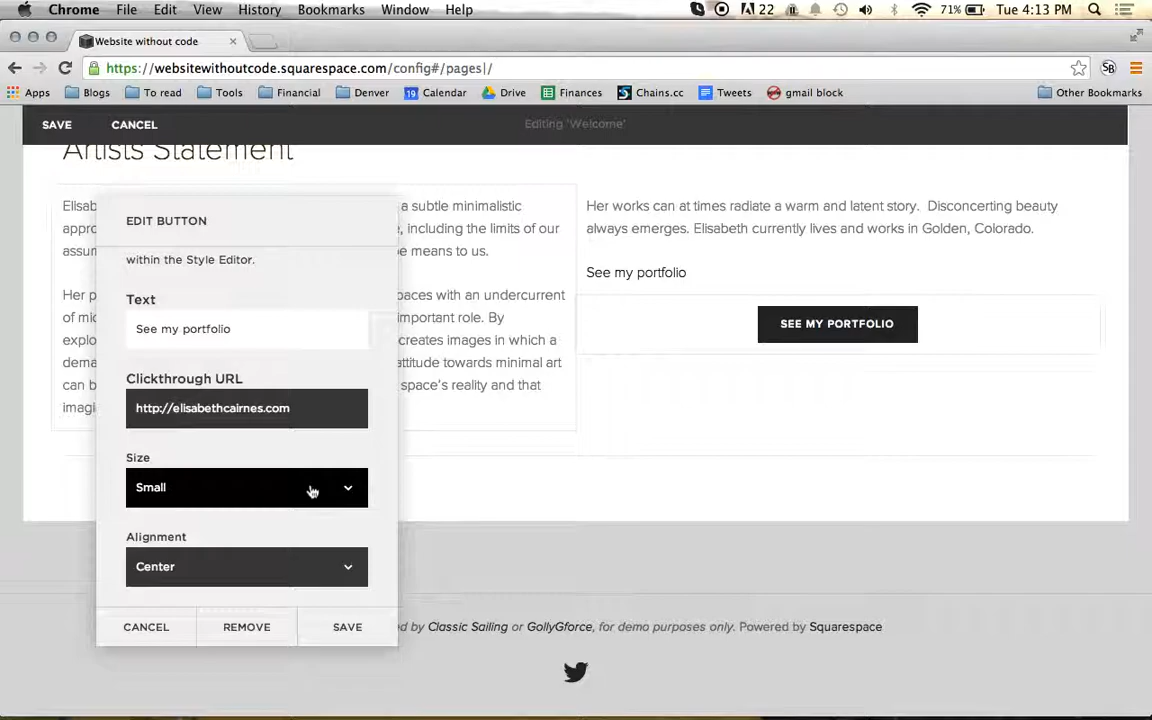 Chrome File Edit View History Bookmarks Window Help 22 71% Tue 4:13 PM
Website without code
https://websitewithoutcode.squarespace.com/config#/pages|/
Apps Blogs To read Tools Financial Denver 19 Calendar Drive Finances Chains.cc Tweets gmail block Other Bookmarks
SAVE CANCEL Editing 'Welcome'
Artists Statement
Elisab a subtle minimalistic
appro , including the limits of our
assum e means to us.
Her p paces with an undercurrent
of mic important role. By
explo creates images in which a
dema attitude towards minimal art
can b space's reality and that
imagi
Her works can at times radiate a warm and latent story. Disconcerting beauty
always emerges. Elisabeth currently lives and works in Golden, Colorado.
See my portfolio
SEE MY PORTFOLIO
EDIT BUTTON
within the Style Editor.
Text
See my portfolio
Clickthrough URL
http://elisabethcairnes.com
Size
Small
Alignment
Center
CANCEL REMOVE SAVE
ed by Classic Sailing or GollyGforce, for demo purposes only. Powered by Squarespace